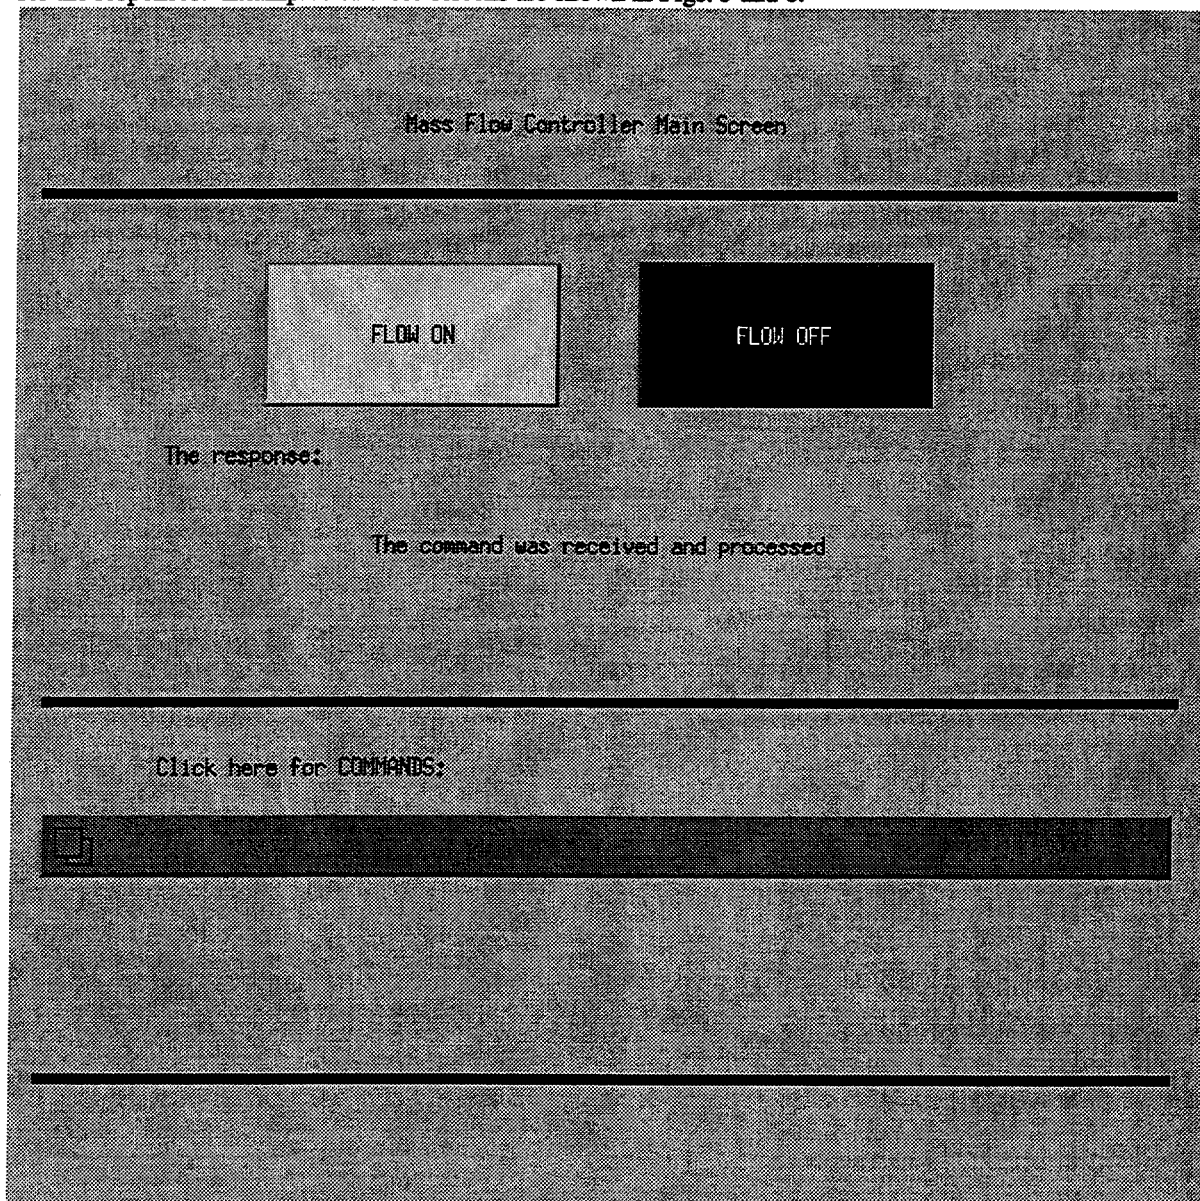 Mass Flow Controller Main Screen
FLOW ON
FLOW OFF
The response:
The command was received and processed
Click here for COMMANDS: